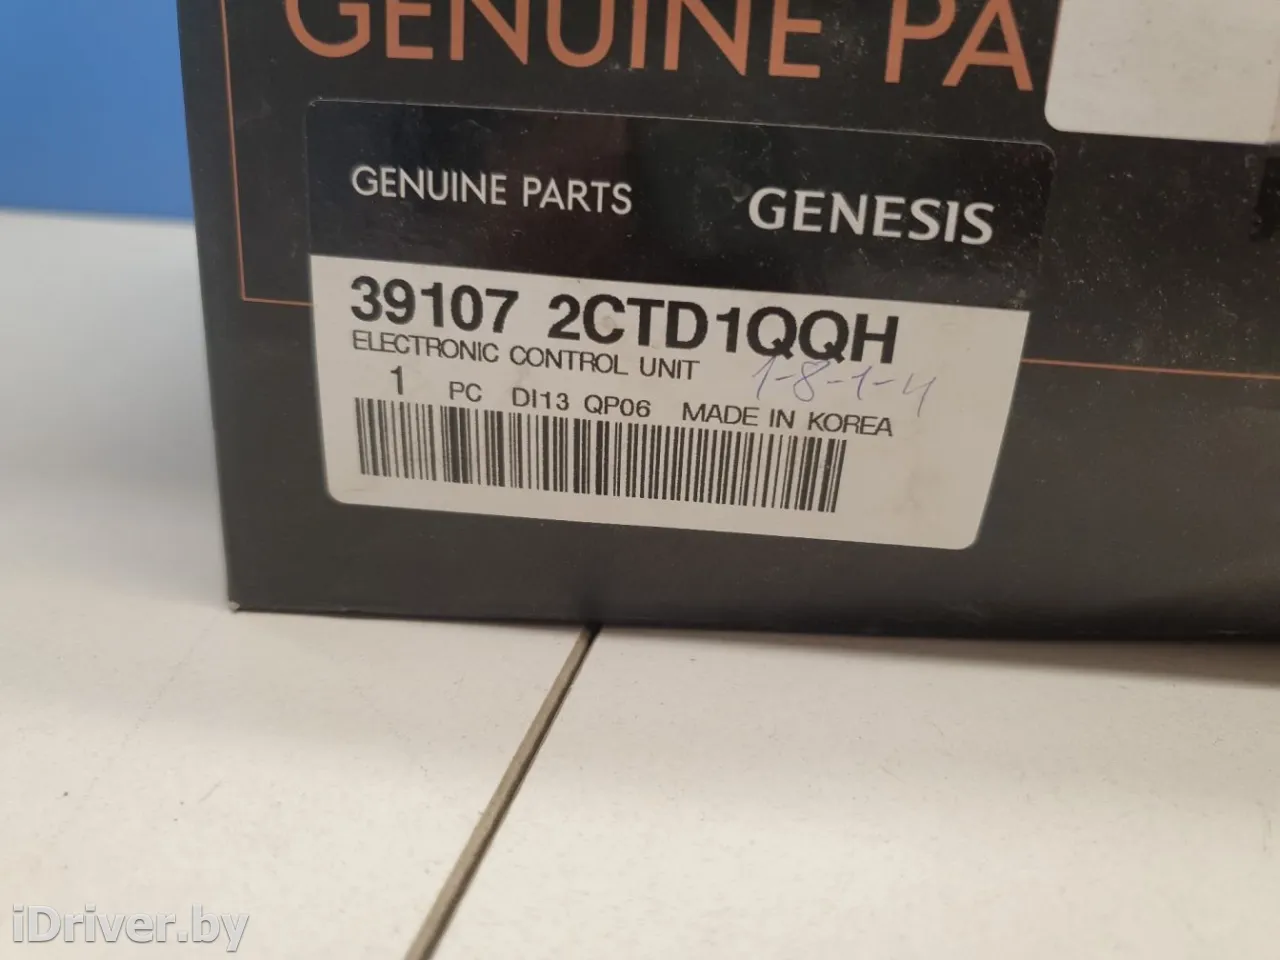 GENUINE PA
GENUINE PARTS GENESIS
39107 2CTD1QQH
ELECTRONIC CONTROL UNIT
1-8-1-4
1 PC DI13 QP06 MADE IN KOREA
iDriver.by